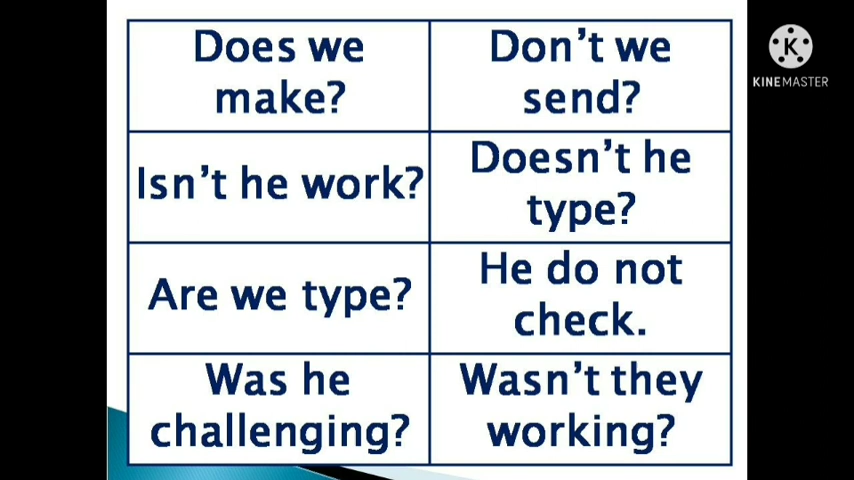 Does we
make?
Don't we
send?
Isn't he work?
Doesn't he
type?
Are we type?
He do not
check.
Was he
challenging?
Wasn't they
working?
K
KINEMASTER